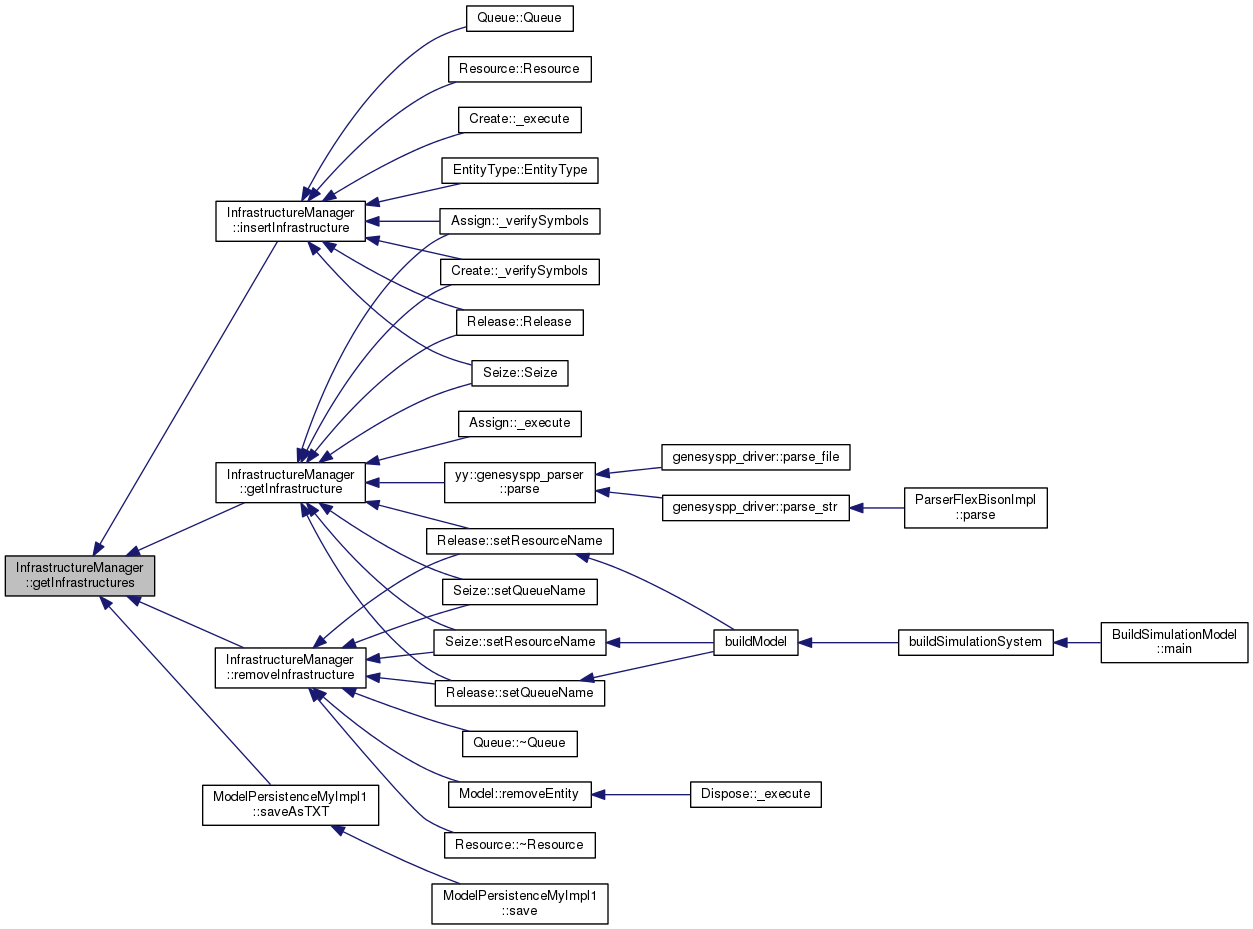 Queue::Queue
Resource::Resource
Create::_execute
EntityType::EntityType
InfrastructureManager
::insertInfrastructure
Assign::_verifySymbols
Create::_verifySymbols
Release::Release
Seize::Seize
Assign::_execute
InfrastructureManager
::getInfrastructure
yy::genesyspp_parser
::parse
genesyspp_driver::parse_file
genesyspp_driver::parse_str
ParserFlexBisonImpl
::parse
Release::setResourceName
InfrastructureManager
::getInfrastructures
Seize::setQueueName
Seize::setResourceName
buildModel
buildSimulationSystem
BuildSimulationModel
::main
InfrastructureManager
::removeInfrastructure
Release::setQueueName
Queue::~Queue
Model::removeEntity
Dispose::_execute
ModelPersistenceMyImpl1
::saveAsTXT
Resource::~Resource
ModelPersistenceMyImpl1
::save